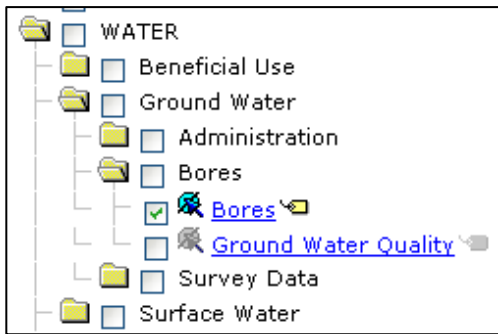 WATER
Beneficial Use
Ground Water
Administration
Bores
Bores
Ground Water Quality
Survey Data
Surface Water